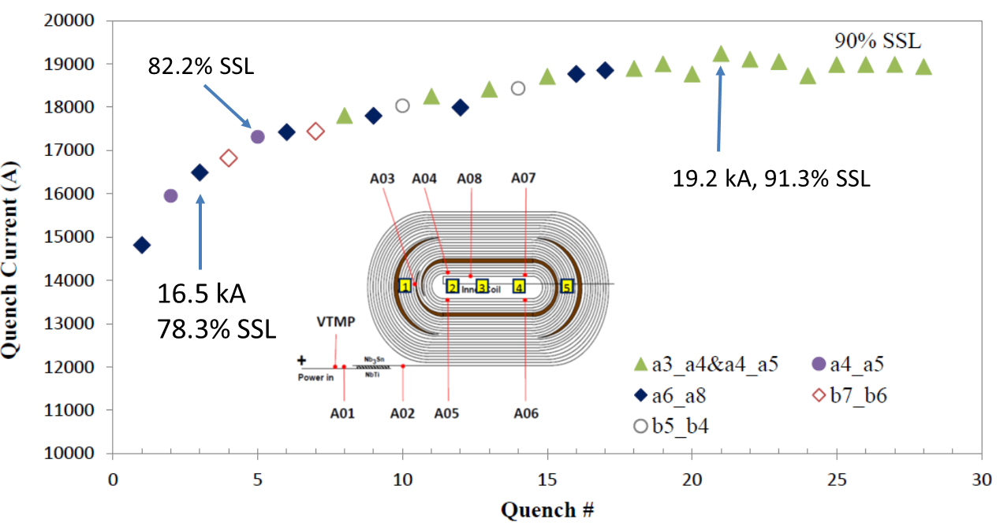 20000
19000
18000
17000
16000
15000
14000
13000
12000
11000
10000
Quench Current (A)
82.2% SSL
90% SSL
19.2 kA, 91.3% SSL
16.5 kA
78.3% SSL
A03 A04 A08 A07
1 2 3 4 5
Inner Coil
VTMP
+
Power in
Nb3Sn
NbTi
A01 A02 A05 A06
a3_a4&a4_a5 a4_a5
a6_a8 b7_b6
b5_b4
0 5 10 15 20 25 30
Quench #